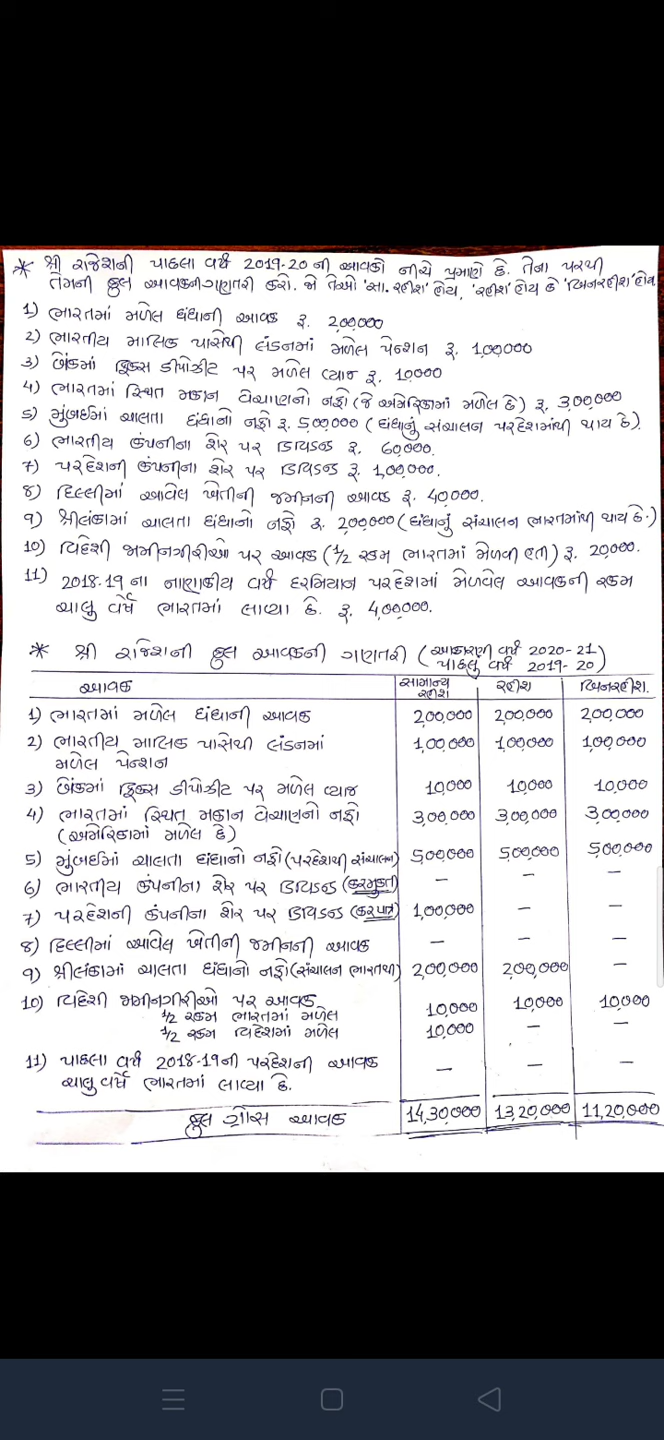 * શ્રી રાજેશની પાછલા વર્ષ 2019-20 ની આવકો નીચે પ્રમાણે છે. તેના પરથી
તેમની કુલ આવકની ગણતરી કરો. જો તેઓ 'સા. રહીશ' હોય, 'રહીશ' હોય કે 'બિનરહીશ' હોય
1) ભારતમાં મળેલ ધંધાની આવક રૂ. 2,00,000
2) ભારતીય માલિક પાસેથી લંડનમાં મળેલ પેન્શન રૂ. 1,00,000
3) બેંકમાં ફિક્સ ડીપોઝીટ પર મળેલ વ્યાજ રૂ. 10,000
4) ભારતમાં સ્થિત મકાન વેચાણનો નફો (જે અમેરિકામાં મળેલ છે) રૂ. 3,00,000
5) મુંબઈમાં ચાલતા ધંધાનો નફો રૂ. 5,00,000 (ધંધાનું સંચાલન પરદેશમાંથી થાય છે).
6) ભારતીય કંપનીના શેર પર ડિવિડન્ડ રૂ. 60,000.
7) પરદેશની કંપનીના શેર પર ડિવિડન્ડ રૂ. 1,00,000.
8) દિલ્લીમાં આવેલ ખેતીની જમીનની આવક રૂ. 40,000.
9) શ્રીલંકામાં ચાલતા ધંધાનો નફો રૂ. 2,00,000 (ધંધાનું સંચાલન ભારતમાંથી થાય છે.)
10) વિદેશી જામીનગીરીઓ પર આવક (1/2 રકમ ભારતમાં મેળવી હતી) રૂ. 20,000.
11) 2018-19 ના નાણાકીય વર્ષ દરમિયાન પરદેશમાં મેળવેલ આવકની રકમ
ચાલુ વર્ષે ભારતમાં લાવ્યા છે. રૂ. 4,00,000.
* શ્રી રાજેશની કુલ આવકની ગણતરી (આકારણી વર્ષ 2020-21
પાછલુ વર્ષ 2019-20)
આવક સામાન્ય રહીશ રહીશ બિનરહીશ.
1) ભારતમાં મળેલ ધંધાની આવક 2,00,000 2,00,000 2,00,000
2) ભારતીય માલિક પાસેથી લંડનમાં 1,00,000 1,00,000 1,00,000
મળેલ પેન્શન
3) બેંકમાં ફિક્સ ડીપોઝીટ પર મળેલ વ્યાજ 10,000 10,000 10,000
4) ભારતમાં સ્થિત મકાન વેચાણનો નફો 3,00,000 3,00,000 3,00,000
(અમેરિકામાં મળેલ છે)
5) મુંબઈમાં ચાલતા ધંધાનો નફો (પરદેશથી સંચાલન) 5,00,000 5,00,000 5,00,000
6) ભારતીય કંપનીના શેર પર ડિવિડન્ડ (કરમુક્ત) – – –
7) પરદેશની કંપનીના શેર પર ડિવિડન્ડ (કરપાત્ર) 1,00,000 – –
8) દિલ્લીમાં આવેલ ખેતીની જમીનની આવક – – –
9) શ્રીલંકામાં ચાલતા ધંધાનો નફો (સંચાલન ભારતથી) 2,00,000 2,00,000 –
10) વિદેશી જામીનગીરીઓ પર આવક
1/2 રકમ ભારતમાં મળેલ 10,000 10,000 10,000
1/2 રકમ વિદેશમાં મળેલ 10,000 – –
11) પાછલા વર્ષ 2018-19ની પરદેશની આવક – – –
ચાલુ વર્ષે ભારતમાં લાવ્યા છે.
કુલ ગ્રોસ આવક 14,30,000 13,20,000 11,20,000